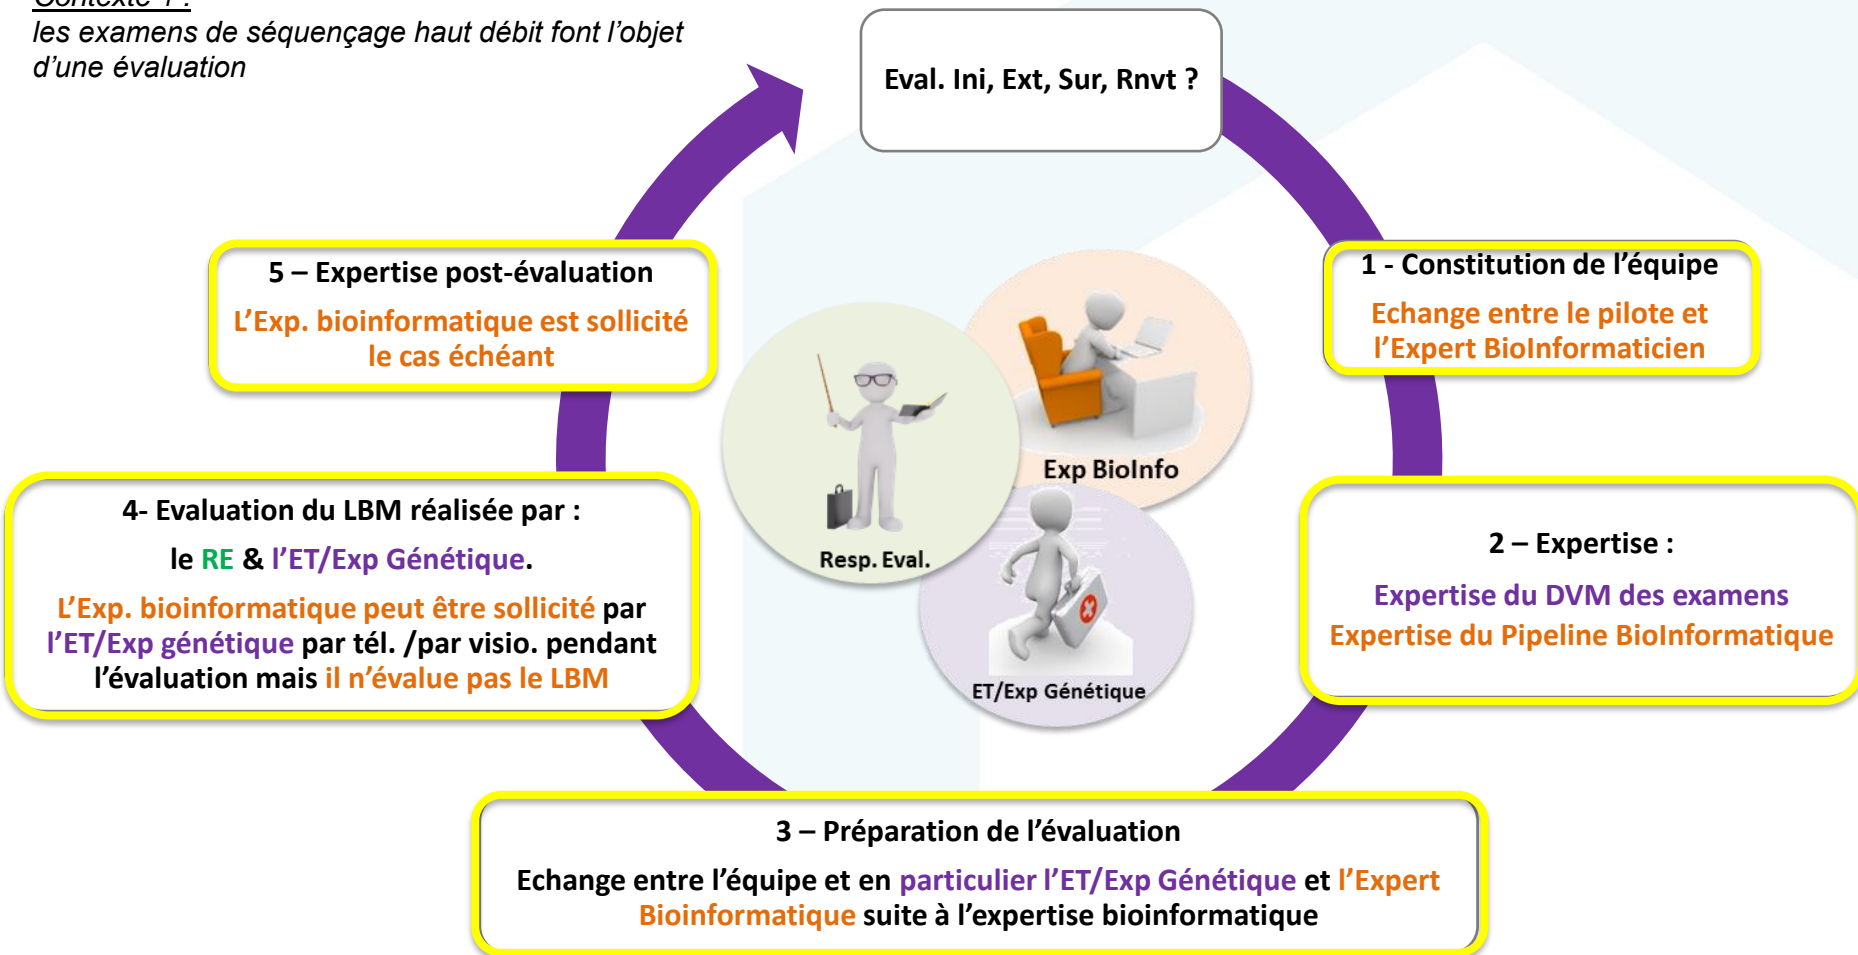 Contexte 1 :
les examens de séquençage haut débit font l’objet
d’une évaluation
Eval. Ini, Ext, Sur, Rnvt ?
1 - Constitution de l’équipe
Echange entre le pilote et
l’Expert BioInformaticien
2 – Expertise :
Expertise du DVM des examens
Expertise du Pipeline BioInformatique
3 – Préparation de l’évaluation
Echange entre l’équipe et en particulier l’ET/Exp Génétique et l’Expert
Bioinformatique suite à l’expertise bioinformatique
4- Evaluation du LBM réalisée par :
le RE & l’ET/Exp Génétique.
L’Exp. bioinformatique peut être sollicité par
l’ET/Exp génétique par tél. /par visio. pendant
l’évaluation mais il n’évalue pas le LBM
5 – Expertise post-évaluation
L’Exp. bioinformatique est sollicité
le cas échéant
Exp BioInfo
Resp. Eval.
ET/Exp Génétique